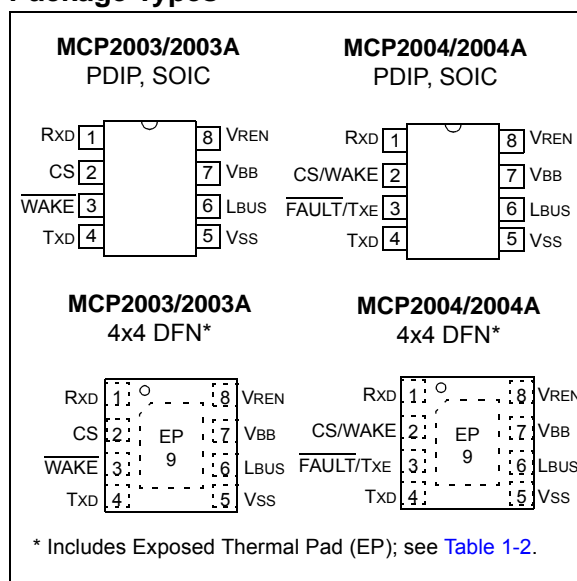 Package Types
MCP2003/2003A
PDIP, SOIC
RXD 1
CS 2
WAKE 3
TXD 4
8 VREN
7 VBB
6 LBUS
5 VSS
MCP2004/2004A
PDIP, SOIC
RXD 1
CS/WAKE 2
FAULT/TXE 3
TXD 4
8 VREN
7 VBB
6 LBUS
5 VSS
MCP2003/2003A
4x4 DFN*
RXD 1
CS 2
WAKE 3
TXD 4
EP
9
8 VREN
7 VBB
6 LBUS
5 VSS
MCP2004/2004A
4x4 DFN*
RXD 1
CS/WAKE 2
FAULT/TXE 3
TXD 4
EP
9
8 VREN
7 VBB
6 LBUS
5 VSS
* Includes Exposed Thermal Pad (EP); see Table 1-2.